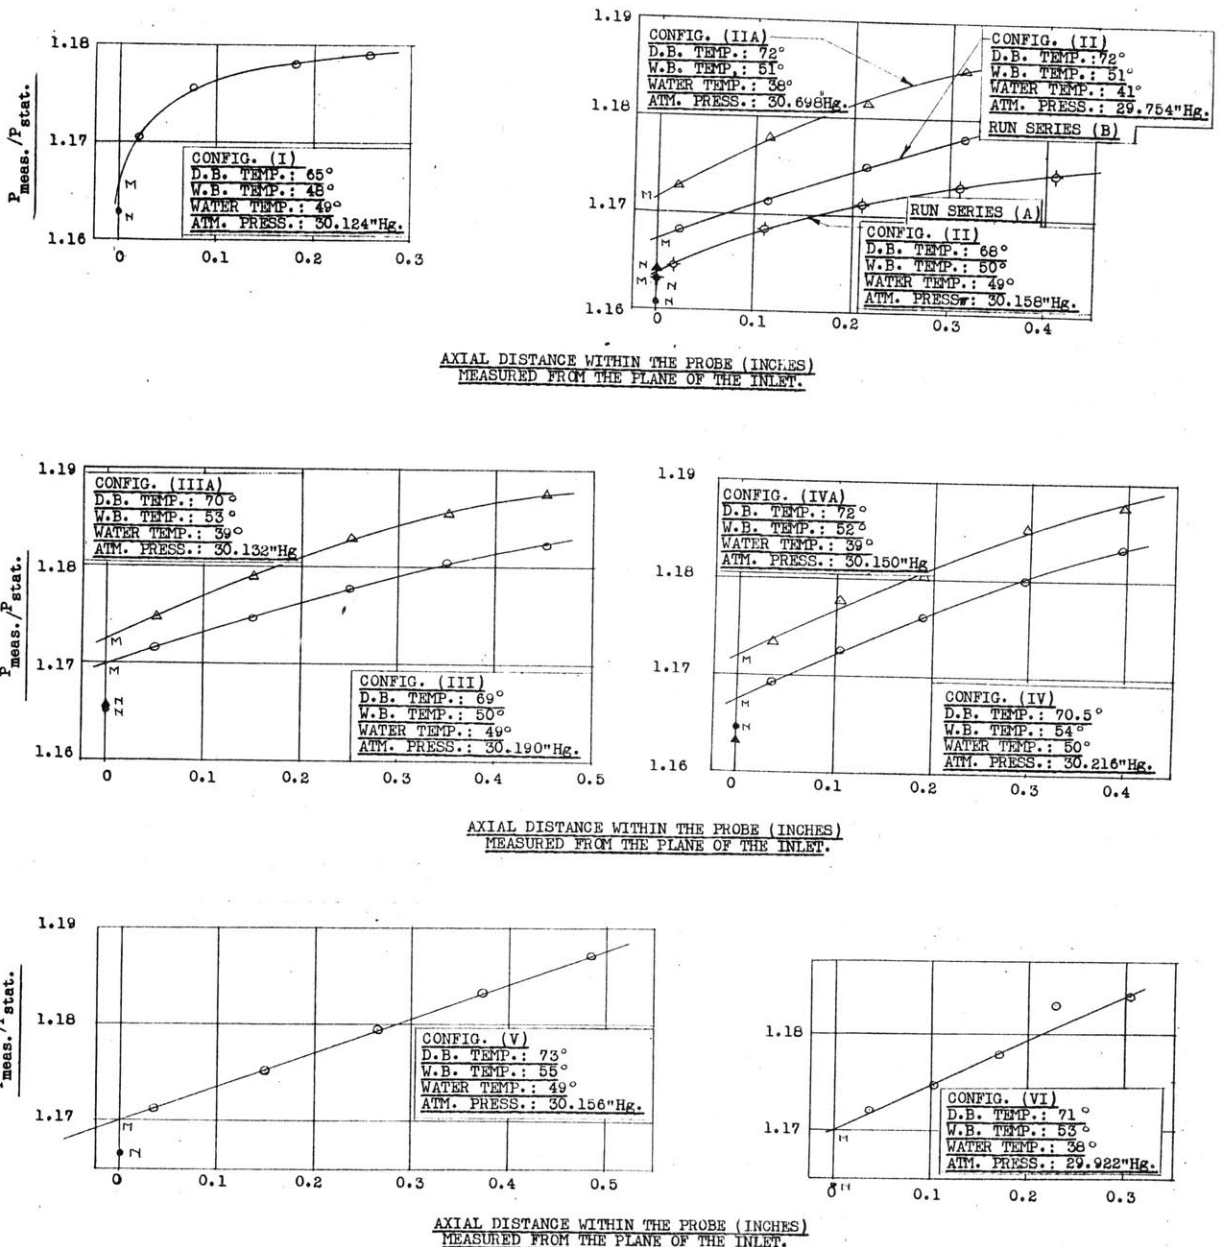 1.18
1.17
1.16
P meas./P stat.
CONFIG. (I)
D.B. TEMP.: 65°
W.B. TEMP.: 48°
WATER TEMP.: 49°
ATM. PRESS.: 30.124"Hg.
M
N
0 0.1 0.2 0.3
1.19
1.18
1.17
1.16
CONFIG. (IIA)
D.B. TEMP.: 72°
W.B. TEMP.: 51°
WATER TEMP.: 38°
ATM. PRESS.: 30.698"Hg.
CONFIG. (II)
D.B. TEMP.: 72°
W.B. TEMP.: 51°
WATER TEMP.: 41°
ATM. PRESS.: 29.754"Hg.
RUN SERIES (B)
RUN SERIES (A)
CONFIG. (II)
D.B. TEMP.: 68°
W.B. TEMP.: 50°
WATER TEMP.: 49°
ATM. PRESS.: 30.158"Hg.
M
M
N
M
N
N
0 0.1 0.2 0.3 0.4
AXIAL DISTANCE WITHIN THE PROBE (INCHES)
MEASURED FROM THE PLANE OF THE INLET.
1.19
1.18
1.17
1.16
P meas./P stat.
CONFIG. (IIIA)
D.B. TEMP.: 70°
W.B. TEMP.: 53°
WATER TEMP.: 39°
ATM. PRESS.: 30.132"Hg
M
M
N
N
CONFIG. (III)
D.B. TEMP.: 69°
W.B. TEMP.: 50°
WATER TEMP.: 49°
ATM. PRESS.: 30.190"Hg.
0 0.1 0.2 0.3 0.4 0.5
1.19
1.18
1.17
1.16
CONFIG. (IVA)
D.B. TEMP.: 72°
W.B. TEMP.: 52°
WATER TEMP.: 39°
ATM. PRESS.: 30.150"Hg
M
M
N
CONFIG. (IV)
D.B. TEMP.: 70.5°
W.B. TEMP.: 54°
WATER TEMP.: 50°
ATM. PRESS.: 30.216"Hg.
0 0.1 0.2 0.3 0.4
AXIAL DISTANCE WITHIN THE PROBE (INCHES)
MEASURED FROM THE PLANE OF THE INLET.
1.19
1.18
1.17
meas./ stat.
CONFIG. (V)
D.B. TEMP.: 73°
W.B. TEMP.: 55°
WATER TEMP.: 49°
ATM. PRESS.: 30.156"Hg.
M
N
0 0.1 0.2 0.3 0.4 0.5
1.18
1.17
M
CONFIG. (VI)
D.B. TEMP.: 71°
W.B. TEMP.: 53°
WATER TEMP.: 38°
ATM. PRESS.: 29.922"Hg.
0 N 0.1 0.2 0.3
AXIAL DISTANCE WITHIN THE PROBE (INCHES)
MEASURED FROM THE PLANE OF THE INLET.